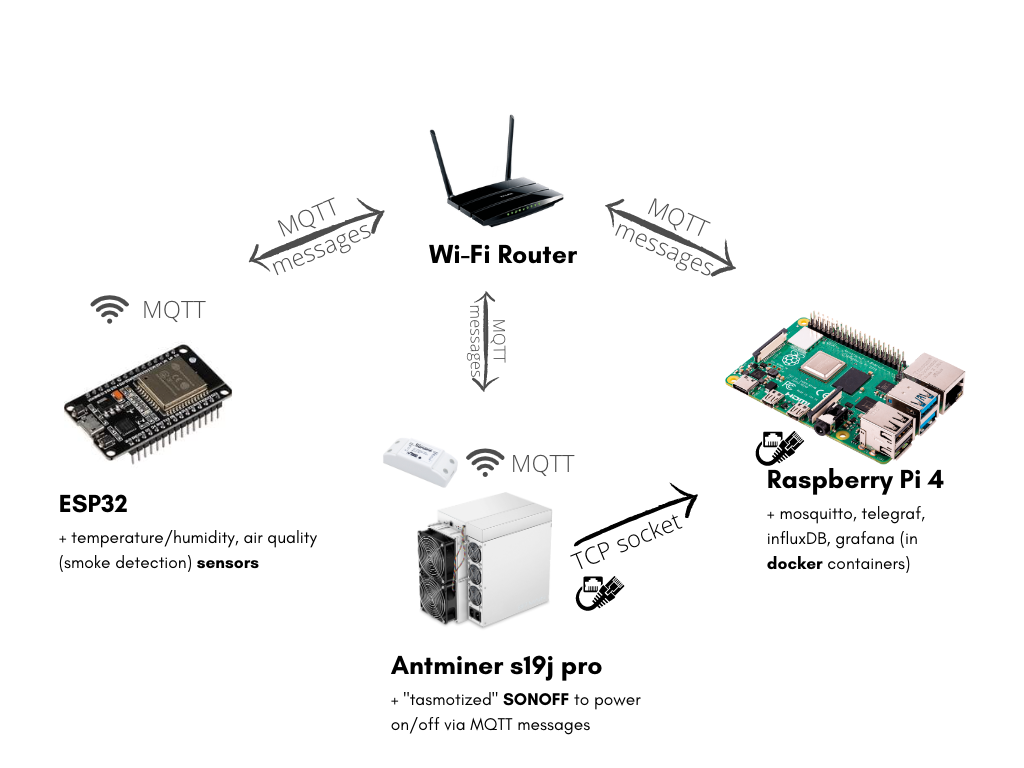 MQTT
messages
MQTT
messages
Wi-Fi Router
MQTT
messages
MQTT
MQTT
ESP32
+ temperature/humidity, air quality
(smoke detection) sensors
TCP socket
Raspberry Pi 4
+ mosquitto, telegraf,
influxDB, grafana (in
docker containers)
Antminer s19j pro
+ "tasmotized" SONOFF to power
on/off via MQTT messages